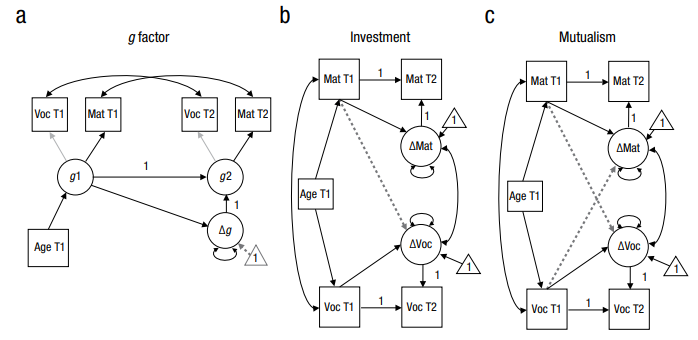 a
b
c
g factor
Investment
Mutualism
Voc T1
Mat T1
Voc T2
Mat T2
g1
1
g2
1
Δg
1
Age T1
Mat T1
1
Mat T2
1
1
ΔMat
Age T1
ΔVoc
1
1
Voc T1
1
Voc T2
Mat T1
1
Mat T2
1
1
ΔMat
Age T1
ΔVoc
1
1
Voc T1
1
Voc T2